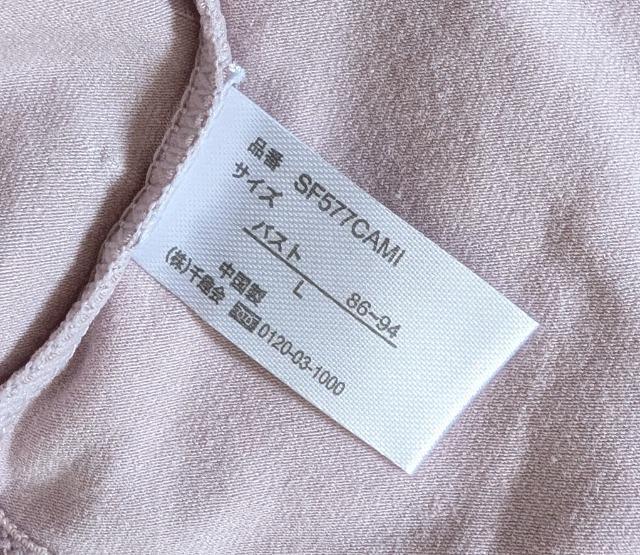 品番 SF577CAMI
サイズ
バスト 86~94
L
中国製
(株)千趣会 0120-03-1000